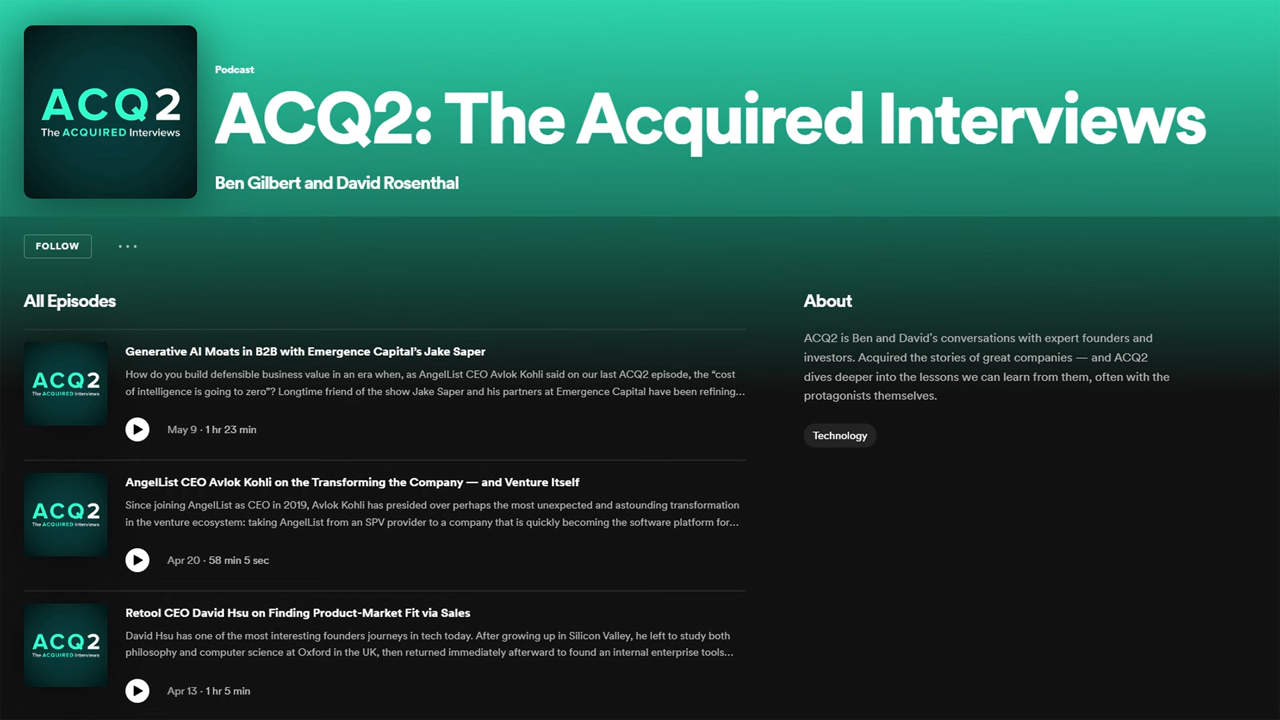 ACQ2
The ACQUIRED Interviews
Podcast
ACQ2: The Acquired Interviews
Ben Gilbert and David Rosenthal
FOLLOW
All Episodes
ACQ2
The ACQUIRED Interviews
Generative AI Moats in B2B with Emergence Capital's Jake Saper
How do you build defensible business value in an era when, as AngelList CEO Avlok Kohli said on our last ACQ2 episode, the “cost
of intelligence is going to zero”? Longtime friend of the show Jake Saper and his partners at Emergence Capital have been refining...
May 9 · 1 hr 23 min
ACQ2
The ACQUIRED Interviews
AngelList CEO Avlok Kohli on the Transforming the Company — and Venture Itself
Since joining AngelList as CEO in 2019, Avlok Kohli has presided over perhaps the most unexpected and astounding transformation
in the venture ecosystem: taking AngelList from an SPV provider to a company that is quickly becoming the software platform for...
Apr 20 · 58 min 5 sec
ACQ2
The ACQUIRED Interviews
Retool CEO David Hsu on Finding Product-Market Fit via Sales
David Hsu has one of the most interesting founders journeys in tech today. After growing up in Silicon Valley, he left to study both
philosophy and computer science at Oxford in the UK, then returned immediately afterward to found an internal enterprise tools...
Apr 13 · 1 hr 5 min
About
ACQ2 is Ben and David's conversations with expert founders and
investors. Acquired the stories of great companies — and ACQ2
dives deeper into the lessons we can learn from them, often with the
protagonists themselves.
Technology